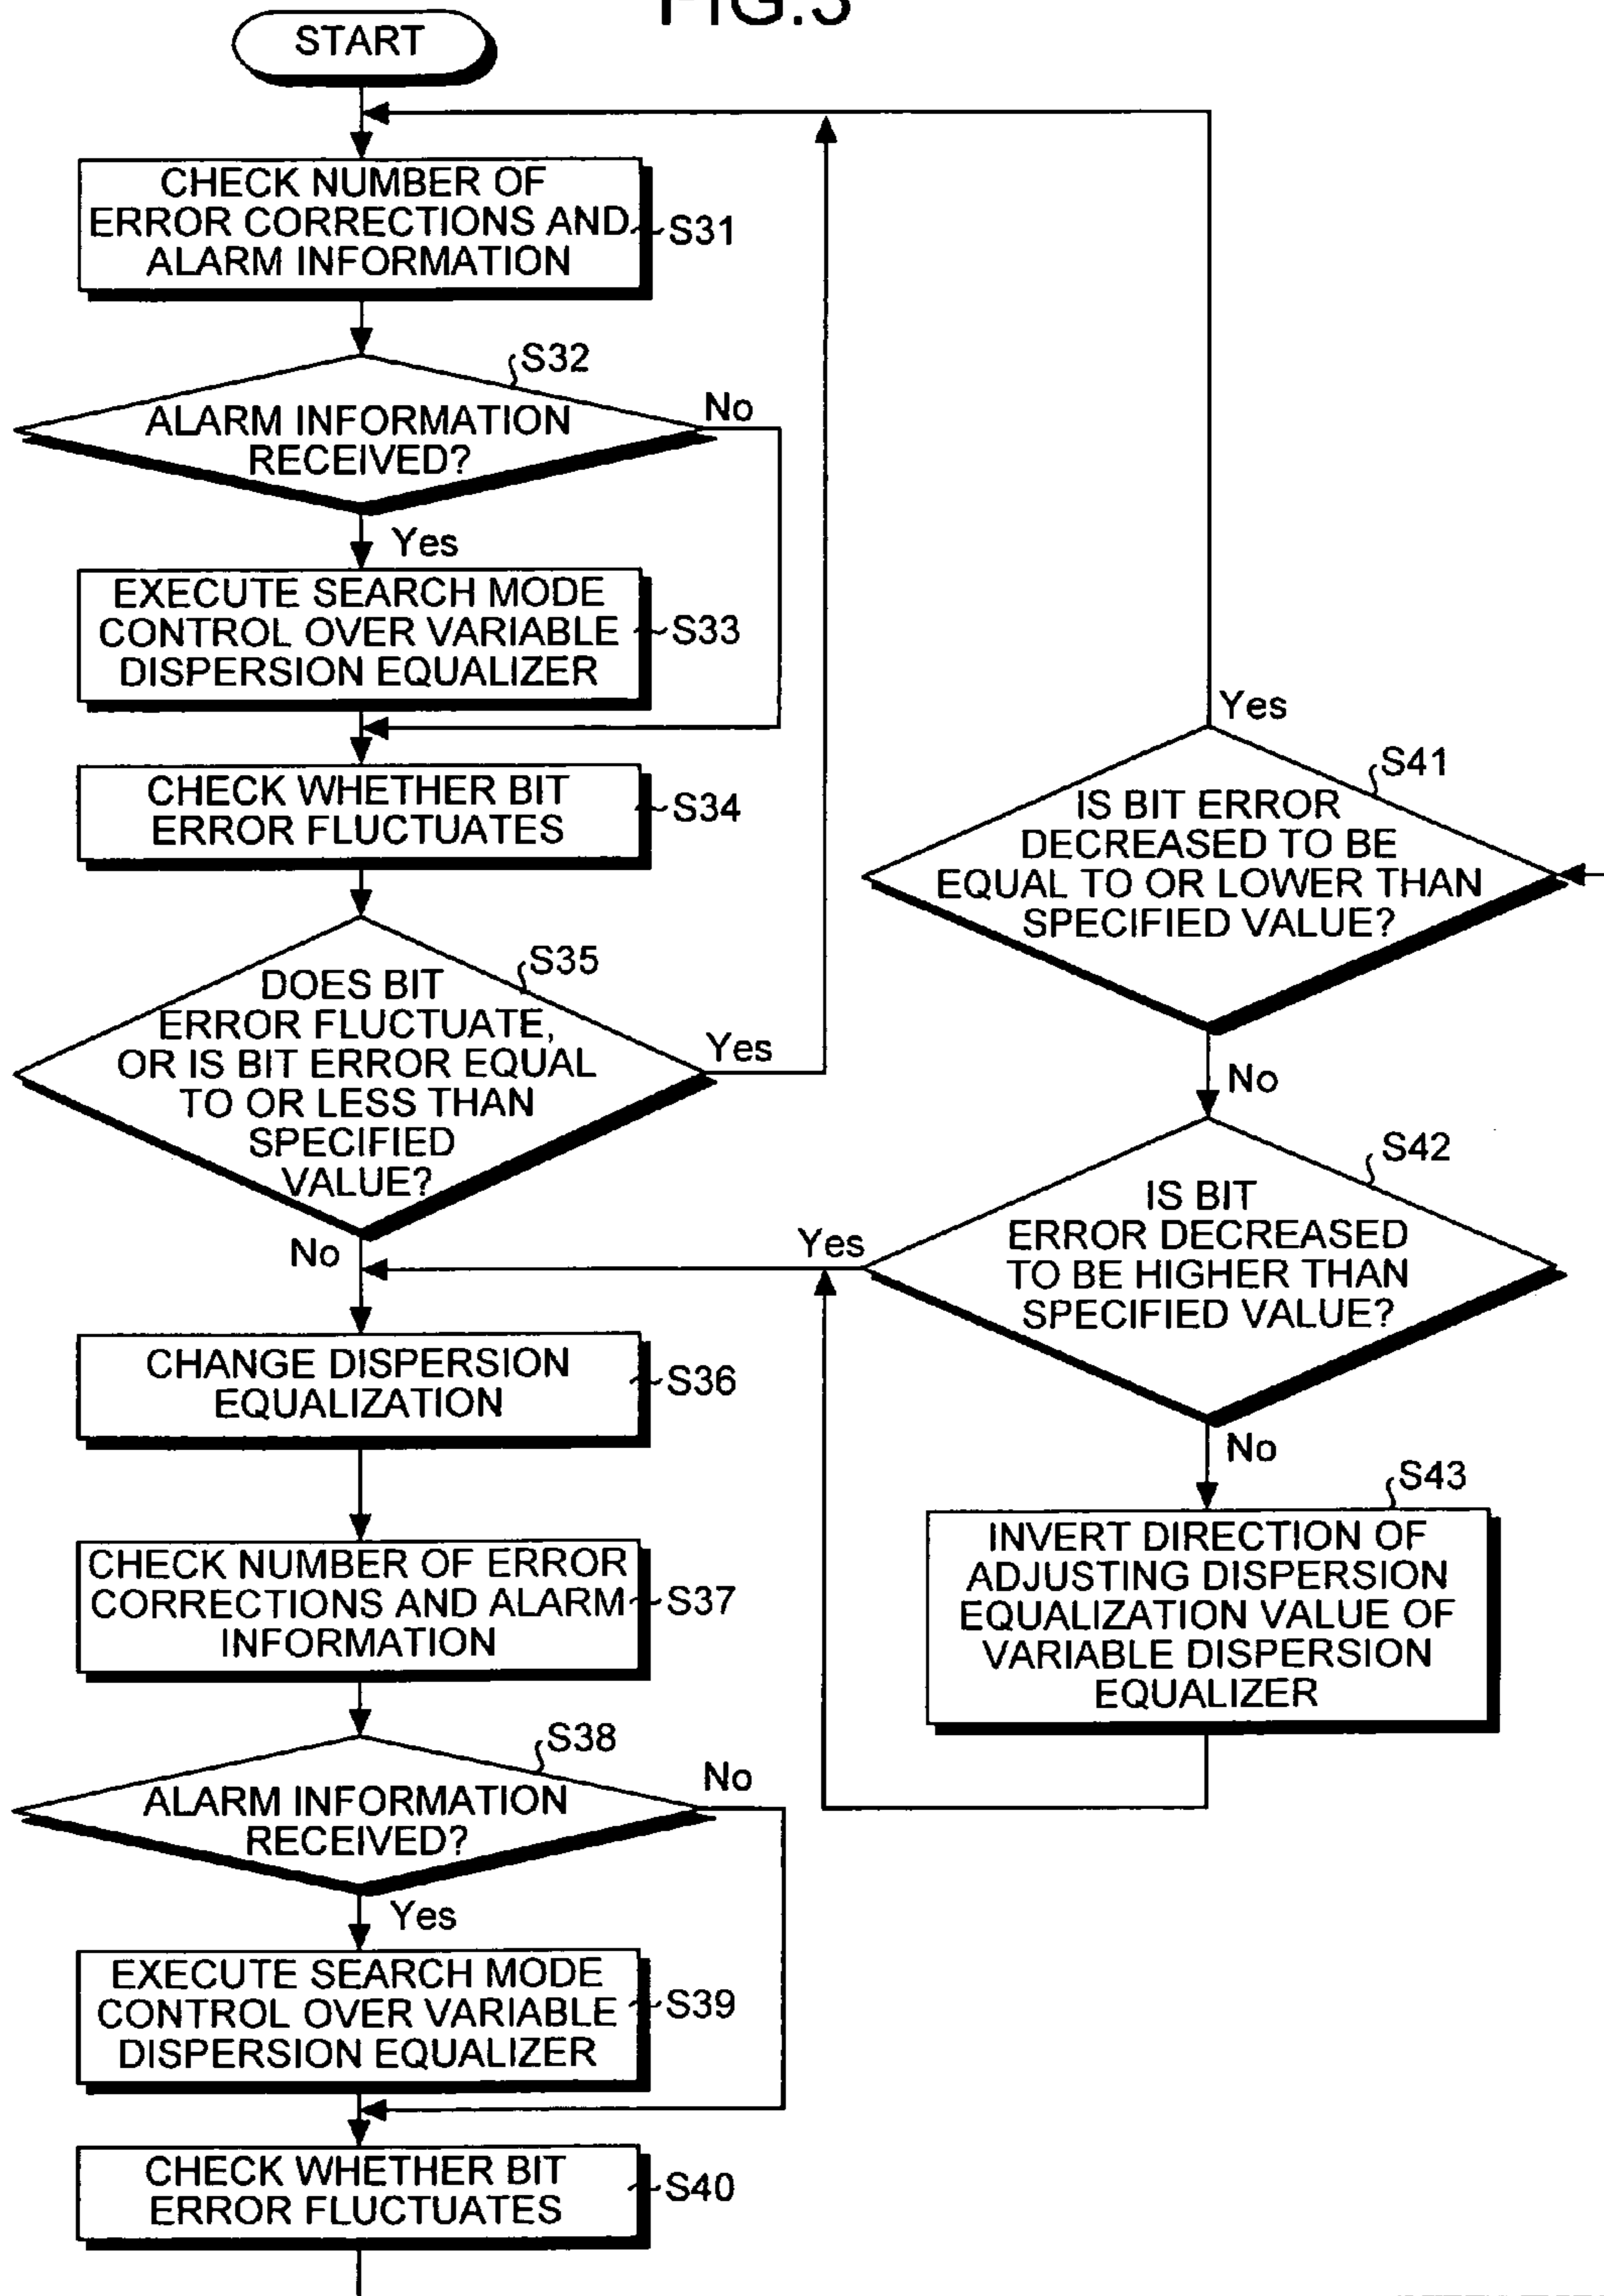 FIG.3
START
CHECK NUMBER OF
ERROR CORRECTIONS AND
ALARM INFORMATION
S31
S32
ALARM INFORMATION
RECEIVED?
No
Yes
EXECUTE SEARCH MODE
CONTROL OVER VARIABLE
DISPERSION EQUALIZER
S33
CHECK WHETHER BIT
ERROR FLUCTUATES
S34
S35
DOES BIT
ERROR FLUCTUATE,
OR IS BIT ERROR EQUAL
TO OR LESS THAN
SPECIFIED
VALUE?
Yes
No
CHANGE DISPERSION
EQUALIZATION
S36
CHECK NUMBER OF ERROR
CORRECTIONS AND ALARM
INFORMATION
S37
S38
ALARM INFORMATION
RECEIVED?
No
Yes
EXECUTE SEARCH MODE
CONTROL OVER VARIABLE
DISPERSION EQUALIZER
S39
CHECK WHETHER BIT
ERROR FLUCTUATES
S40
Yes
S41
IS BIT ERROR
DECREASED TO BE
EQUAL TO OR LOWER THAN
SPECIFIED VALUE?
No
S42
IS BIT
ERROR DECREASED
TO BE HIGHER THAN
SPECIFIED VALUE?
Yes
No
S43
INVERT DIRECTION OF
ADJUSTING DISPERSION
EQUALIZATION VALUE OF
VARIABLE DISPERSION
EQUALIZER